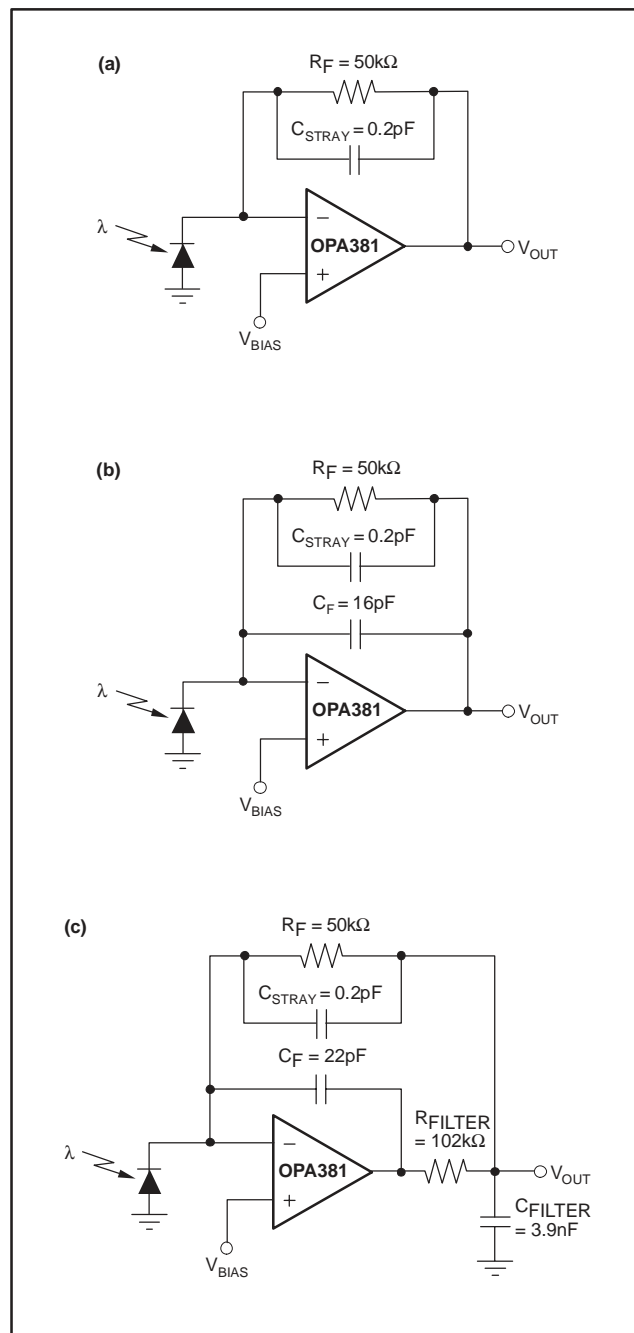 (a)
R_F = 50kΩ
C_STRAY = 0.2pF
λ
−
OPA381
+
V_OUT
V_BIAS
(b)
R_F = 50kΩ
C_STRAY = 0.2pF
C_F = 16pF
λ
−
OPA381
+
V_OUT
V_BIAS
(c)
R_F = 50kΩ
C_STRAY = 0.2pF
C_F = 22pF
R_FILTER
= 102kΩ
λ
−
OPA381
+
V_OUT
C_FILTER
= 3.9nF
V_BIAS